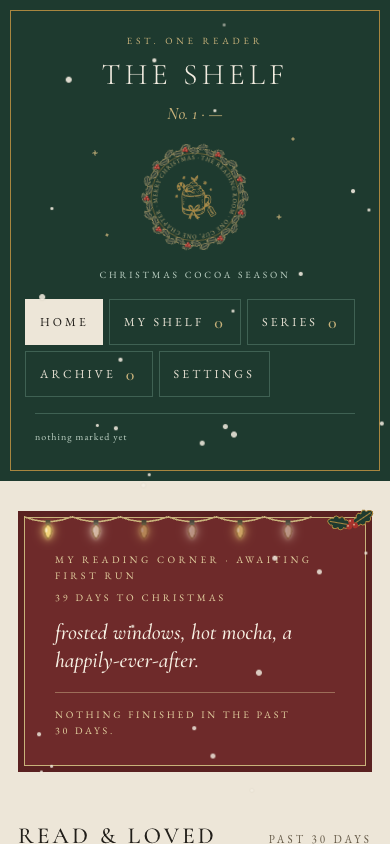 EST. ONE READER
THE SHELF
No. 1 · —
CHRISTMAS COCOA SEASON
HOME
MY SHELF 0
SERIES 0
ARCHIVE 0
SETTINGS
nothing marked yet
MY READING CORNER · AWAITING
FIRST RUN
39 DAYS TO CHRISTMAS
frosted windows, hot mocha, a
happily-ever-after.
NOTHING FINISHED IN THE PAST
30 DAYS.
READ & LOVED
PAST 30 DAYS